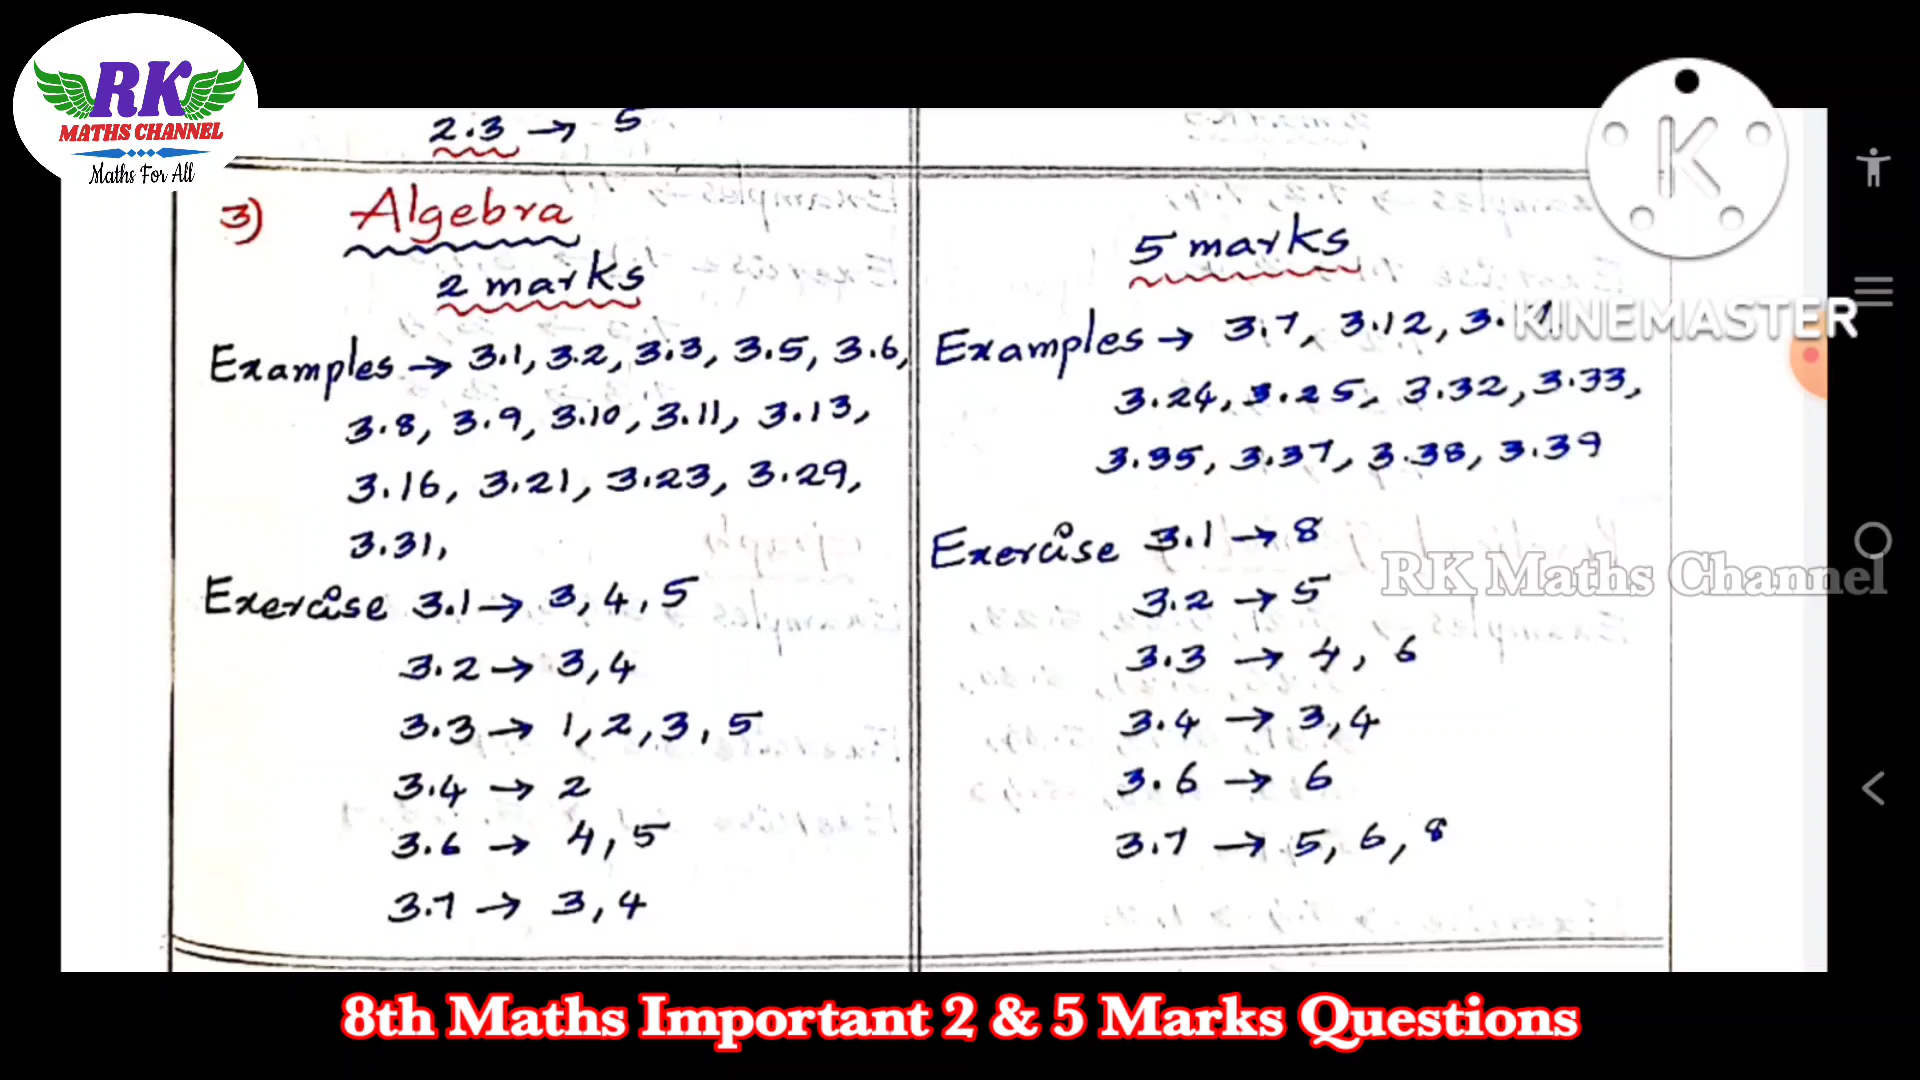 RK
MATHS CHANNEL
Maths For All
2.3 → 5
3) Algebra
2 marks
Examples → 3.1, 3.2, 3.3, 3.5, 3.6,
3.8, 3.9, 3.10, 3.11, 3.13,
3.16, 3.21, 3.23, 3.29,
3.31,
Exercise 3.1 → 3, 4, 5
3.2 → 3, 4
3.3 → 1, 2, 3, 5
3.4 → 2
3.6 → 4, 5
3.7 → 3, 4
5 marks
Examples → 3.7, 3.12,
3.24, 3.25, 3.32, 3.33,
3.35, 3.37, 3.38, 3.39
Exercise 3.1 → 8
3.2 → 5
3.3 → 4, 6
3.4 → 3, 4
3.6 → 6
3.7 → 5, 6, 8
K
KINEMASTER
RK Maths Channel
8th Maths Important 2 & 5 Marks Questions